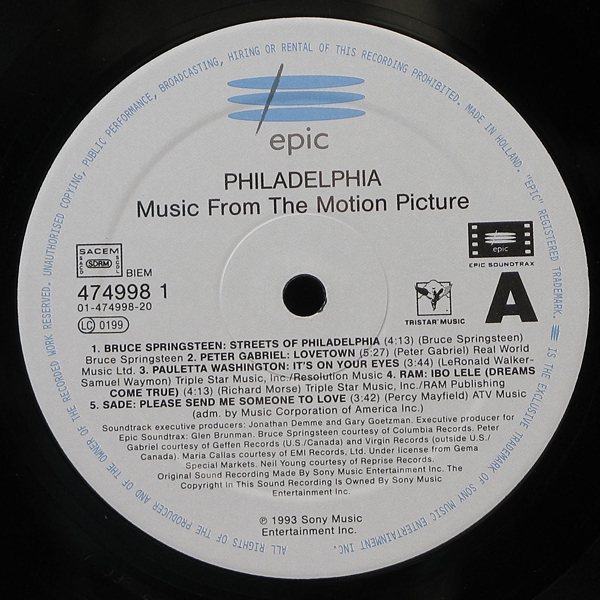 UNAUTHORISED COPYING, PUBLIC PERFORMANCE, BROADCASTING, HIRING OR RENTAL OF THIS RECORDING PROHIBITED. MADE IN HOLLAND. "EPIC" REGISTERED TRADEMARK. IS THE EXCLUSIVE TRADEMARK OF SONY MUSIC ENTERTAINMENT INC.
ALL RIGHTS OF THE PRODUCER AND OF THE OWNER OF THE RECORDED WORK RESERVED.
epic
PHILADELPHIA
Music From The Motion Picture
SACEM
SDRM
BIEM
474998 1
01-474998-20
LC 0199
epic
EPIC SOUNDTRAX
TRISTAR MUSIC
A
1. BRUCE SPRINGSTEEN: STREETS OF PHILADELPHIA (4:13) (Bruce Springsteen)
Bruce Springsteen 2. PETER GABRIEL: LOVETOWN (5:27) (Peter Gabriel) Real World
Music Ltd. 3. PAULETTA WASHINGTON: IT'S ON YOUR EYES (3:44) (LeRonald Walker-
Samuel Waymon) Triple Star Music, Inc./Resolution Music 4. RAM: IBO LELE (DREAMS
COME TRUE) (4:13) (Richard Morse) Triple Star Music, Inc./RAM Publishing
5. SADE: PLEASE SEND ME SOMEONE TO LOVE (3:42) (Percy Mayfield) ATV Music
(adm. by Music Corporation of America Inc.)
Soundtrack executive producers: Jonathan Demme and Gary Goetzman. Executive producer for
Epic Soundtrax: Glen Brunman. Bruce Springsteen courtesy of Columbia Records. Peter
Gabriel courtesy of Geffen Records (U.S./Canada) and Virgin Records (outside U.S./
Canada). Maria Callas courtesy of EMI Records, Ltd. Under license from Gema
Special Markets. Neil Young courtesy of Reprise Records.
Original Sound Recording Made By Sony Music Entertainment Inc. The
Copyright in This Sound Recording Is Owned By Sony Music
Entertainment Inc.
℗ 1993 Sony Music
Entertainment Inc.